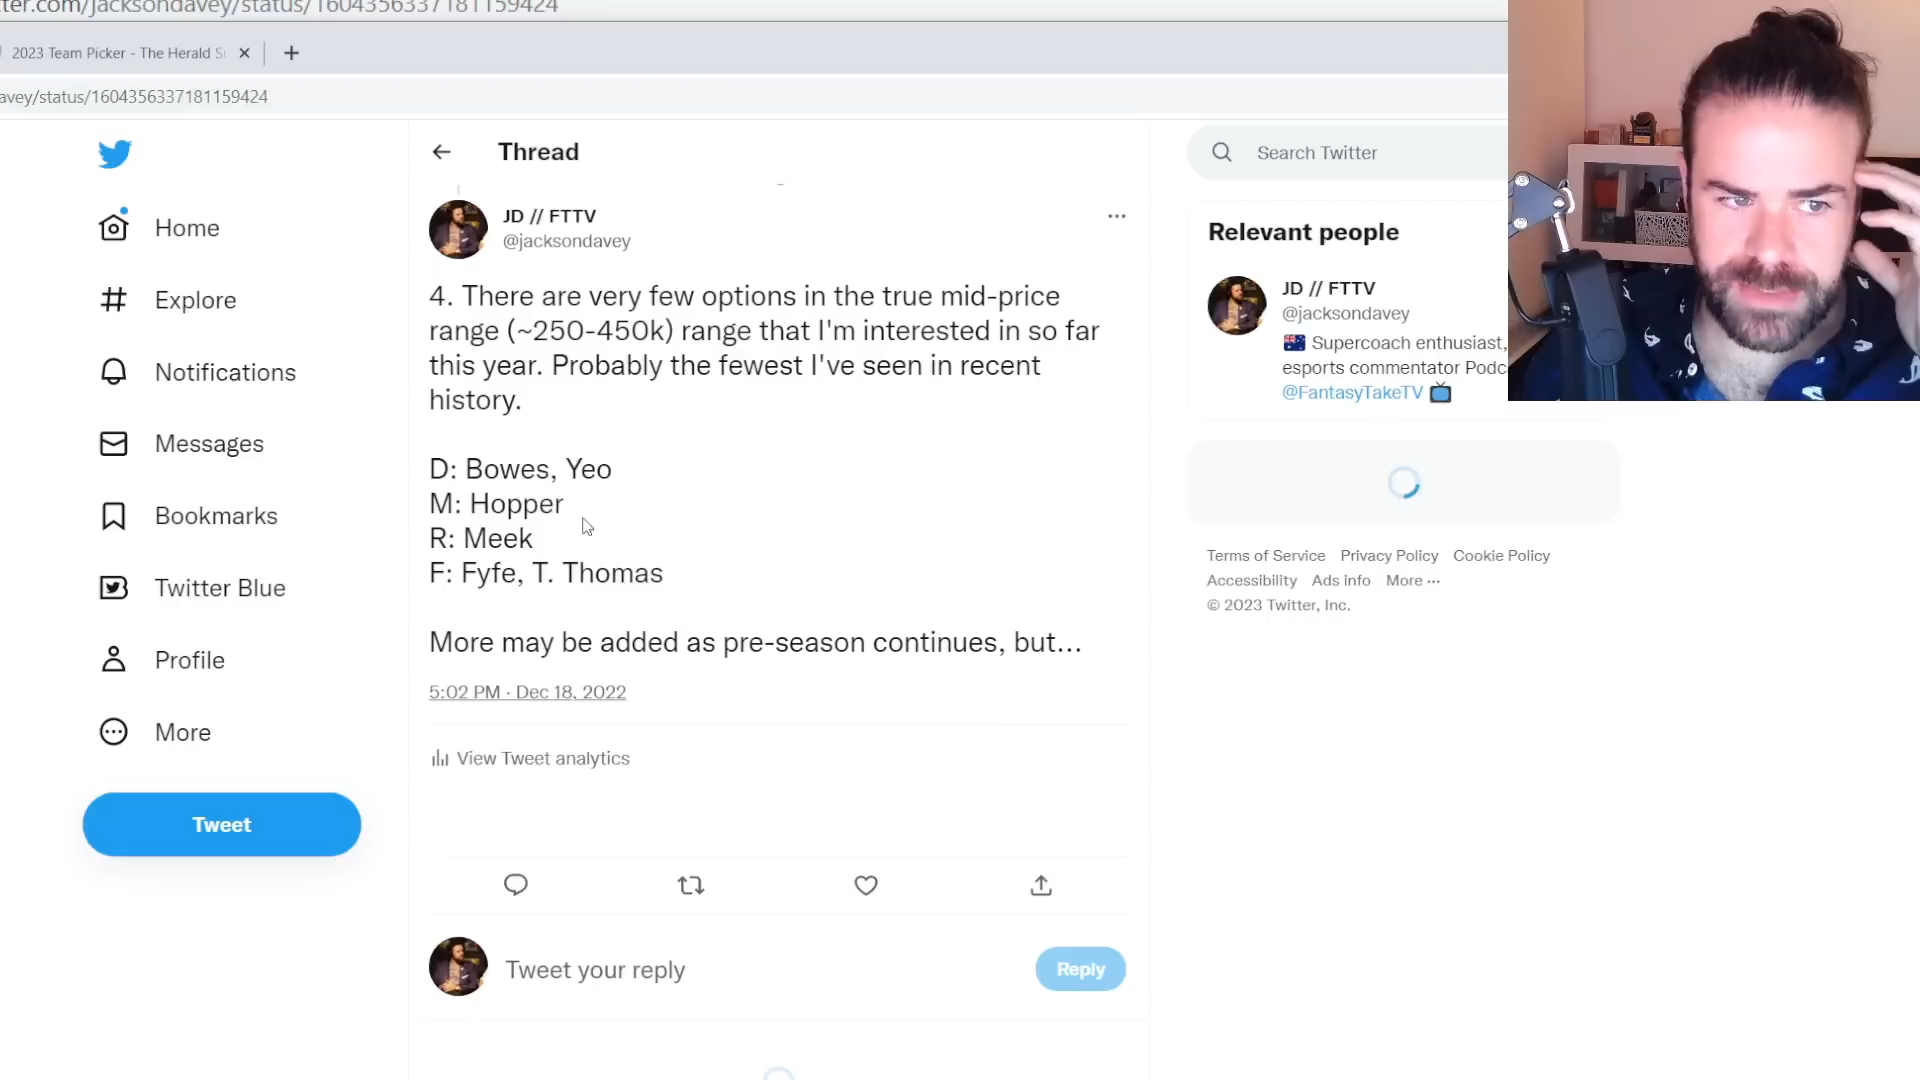 tter.com/jacksondavey/status/1604356337181159424
2023 Team Picker - The Herald S
avey/status/1604356337181159424
Home
Explore
Notifications
Messages
Bookmarks
Twitter Blue
Profile
More
Tweet
Thread
JD // FTTV
@jacksondavey
4. There are very few options in the true mid-price
range (~250-450k) range that I'm interested in so far
this year. Probably the fewest I've seen in recent
history.
D: Bowes, Yeo
M: Hopper
R: Meek
F: Fyfe, T. Thomas
More may be added as pre-season continues, but...
5:02 PM · Dec 18, 2022
View Tweet analytics
Tweet your reply
Reply
Search Twitter
Relevant people
JD // FTTV
@jacksondavey
🇦🇺 Supercoach enthusiast,
esports commentator Podc
@FantasyTakeTV 📺
Terms of Service Privacy Policy Cookie Policy
Accessibility Ads info More ···
© 2023 Twitter, Inc.